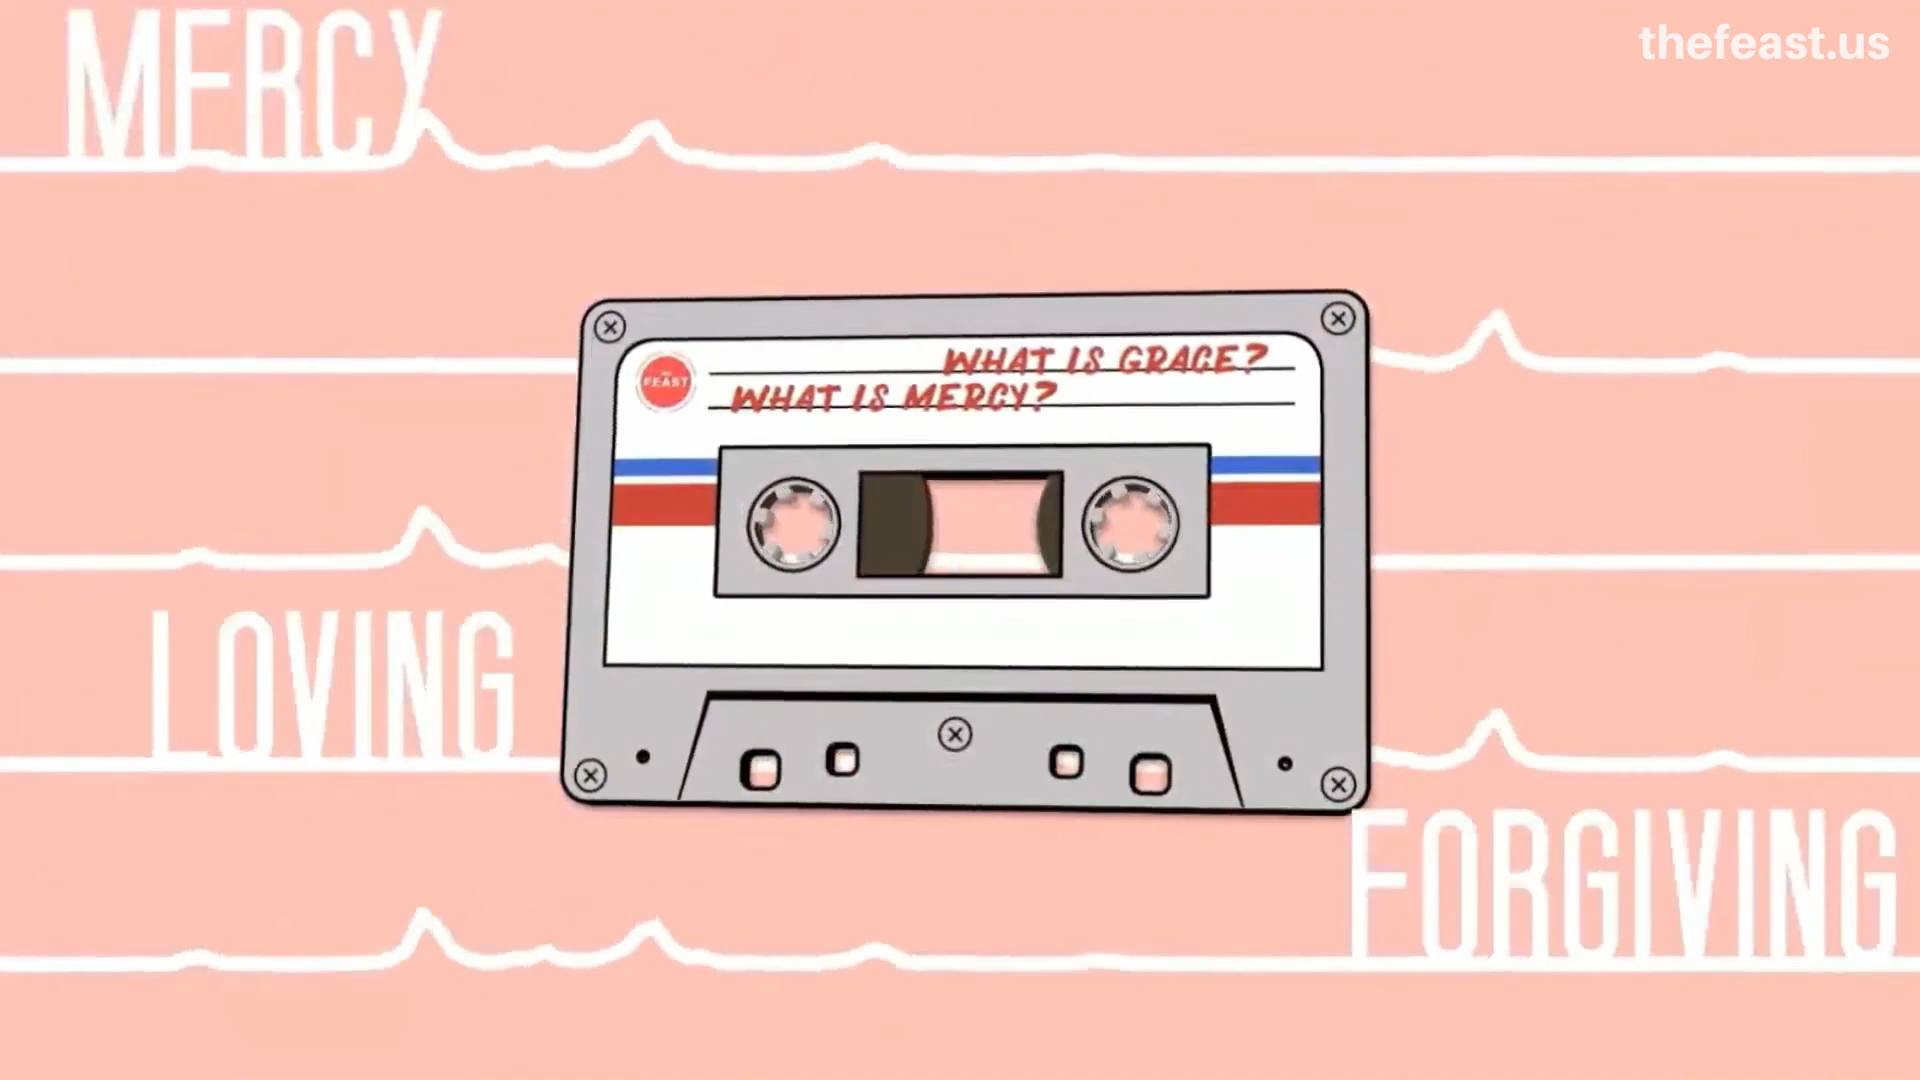 MERCY
thefeast.us
WHAT IS GRACE?
FEAST
WHAT IS MERCY?
LOVING
FORGIVING